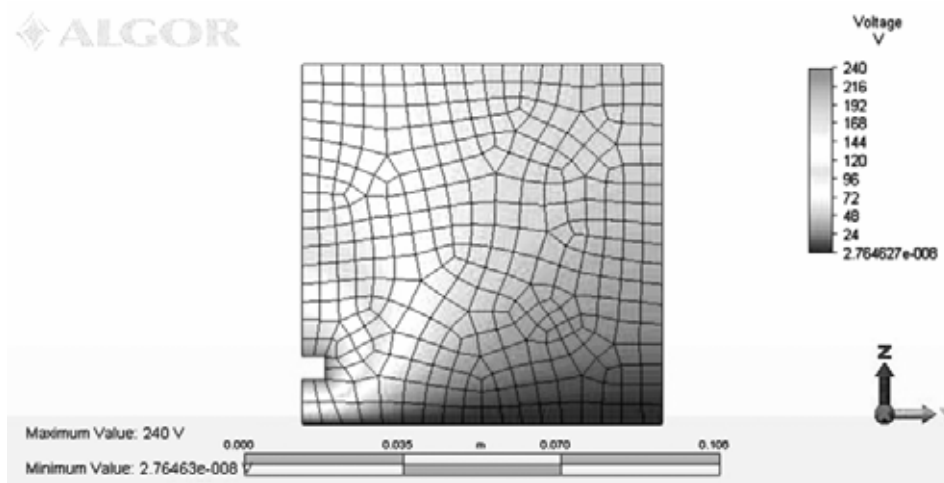 ALGOR
Voltage
V
240
216
192
168
144
120
96
72
48
24
2.764627e-008
Z
Y
Maximum Value: 240 V
Minimum Value: 2.76463e-008 V
0.000
0.035
m
0.070
0.105